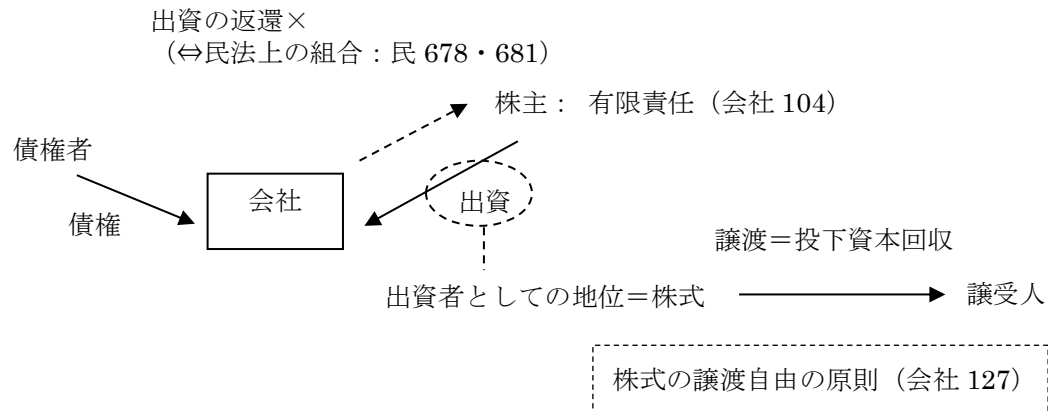 出資の返還×
（⇔民法上の組合：民 678・681）
株主： 有限責任（会社 104）
債権者
会社
出資
債権
譲渡＝投下資本回収
出資者としての地位＝株式
譲受人
株式の譲渡自由の原則（会社 127）